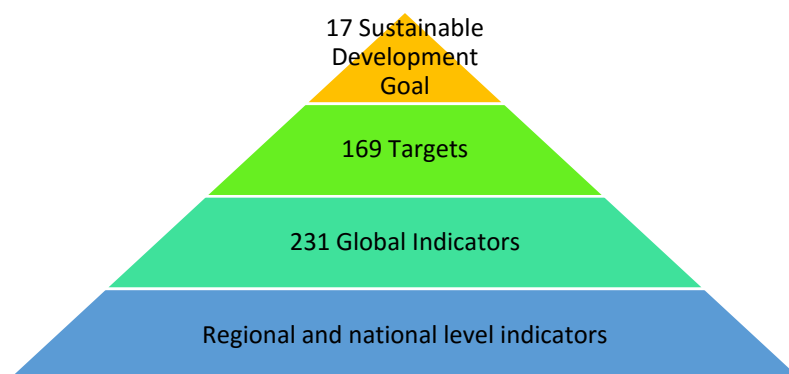 17 Sustainable
Development
Goal
169 Targets
231 Global Indicators
Regional and national level indicators